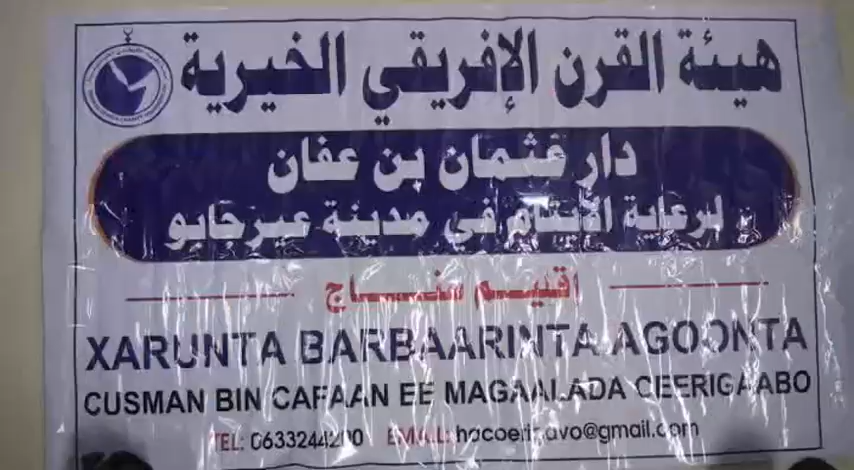 هيئة القرن الإفريقي الخيرية
دار عثمان بن عفان
لرعاية الأيتام في مدينة عيرجابو
اقليم سناج
XARUNTA BARBAARINTA AGOONTA
CUSMAN BIN CAFAAN EE MAGAALADA CEERIGAABO
TEL: 0633244200 EMAIL: